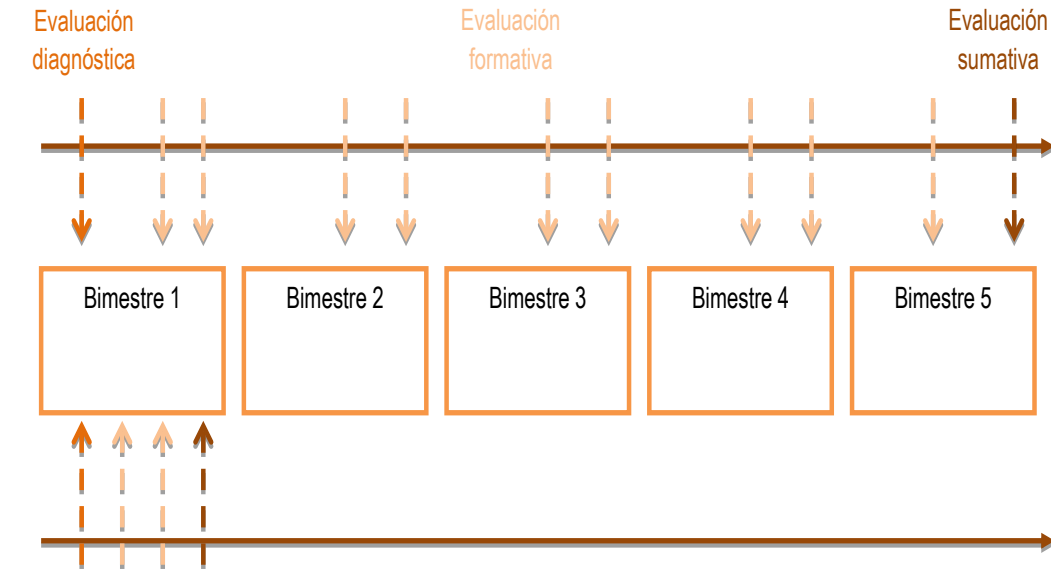 Evaluación
diagnóstica
Evaluación
formativa
Evaluación
sumativa
Bimestre 1
Bimestre 2
Bimestre 3
Bimestre 4
Bimestre 5